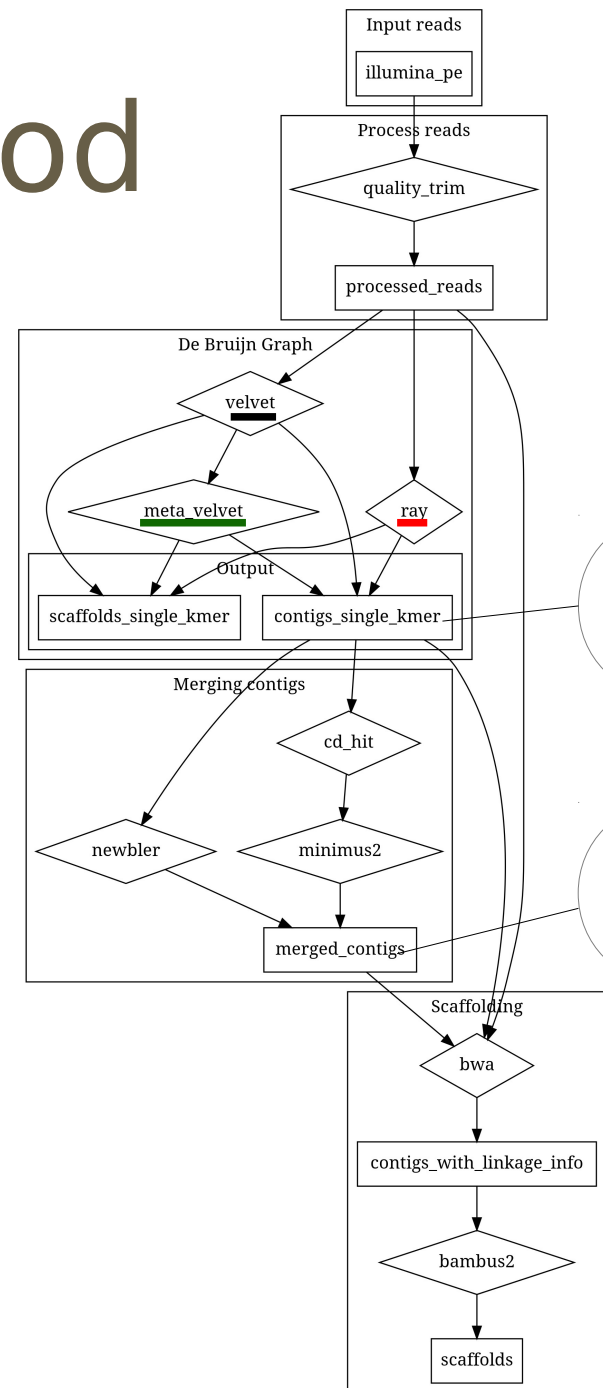 Input reads
illumina_pe
od
Process reads
quality_trim
processed_reads
De Bruijn Graph
velvet
meta_velvet
ray
Output
scaffolds_single_kmer
contigs_single_kmer
Merging contigs
cd_hit
newbler
minimus2
merged_contigs
Scaffolding
bwa
contigs_with_linkage_info
bambus2
scaffolds